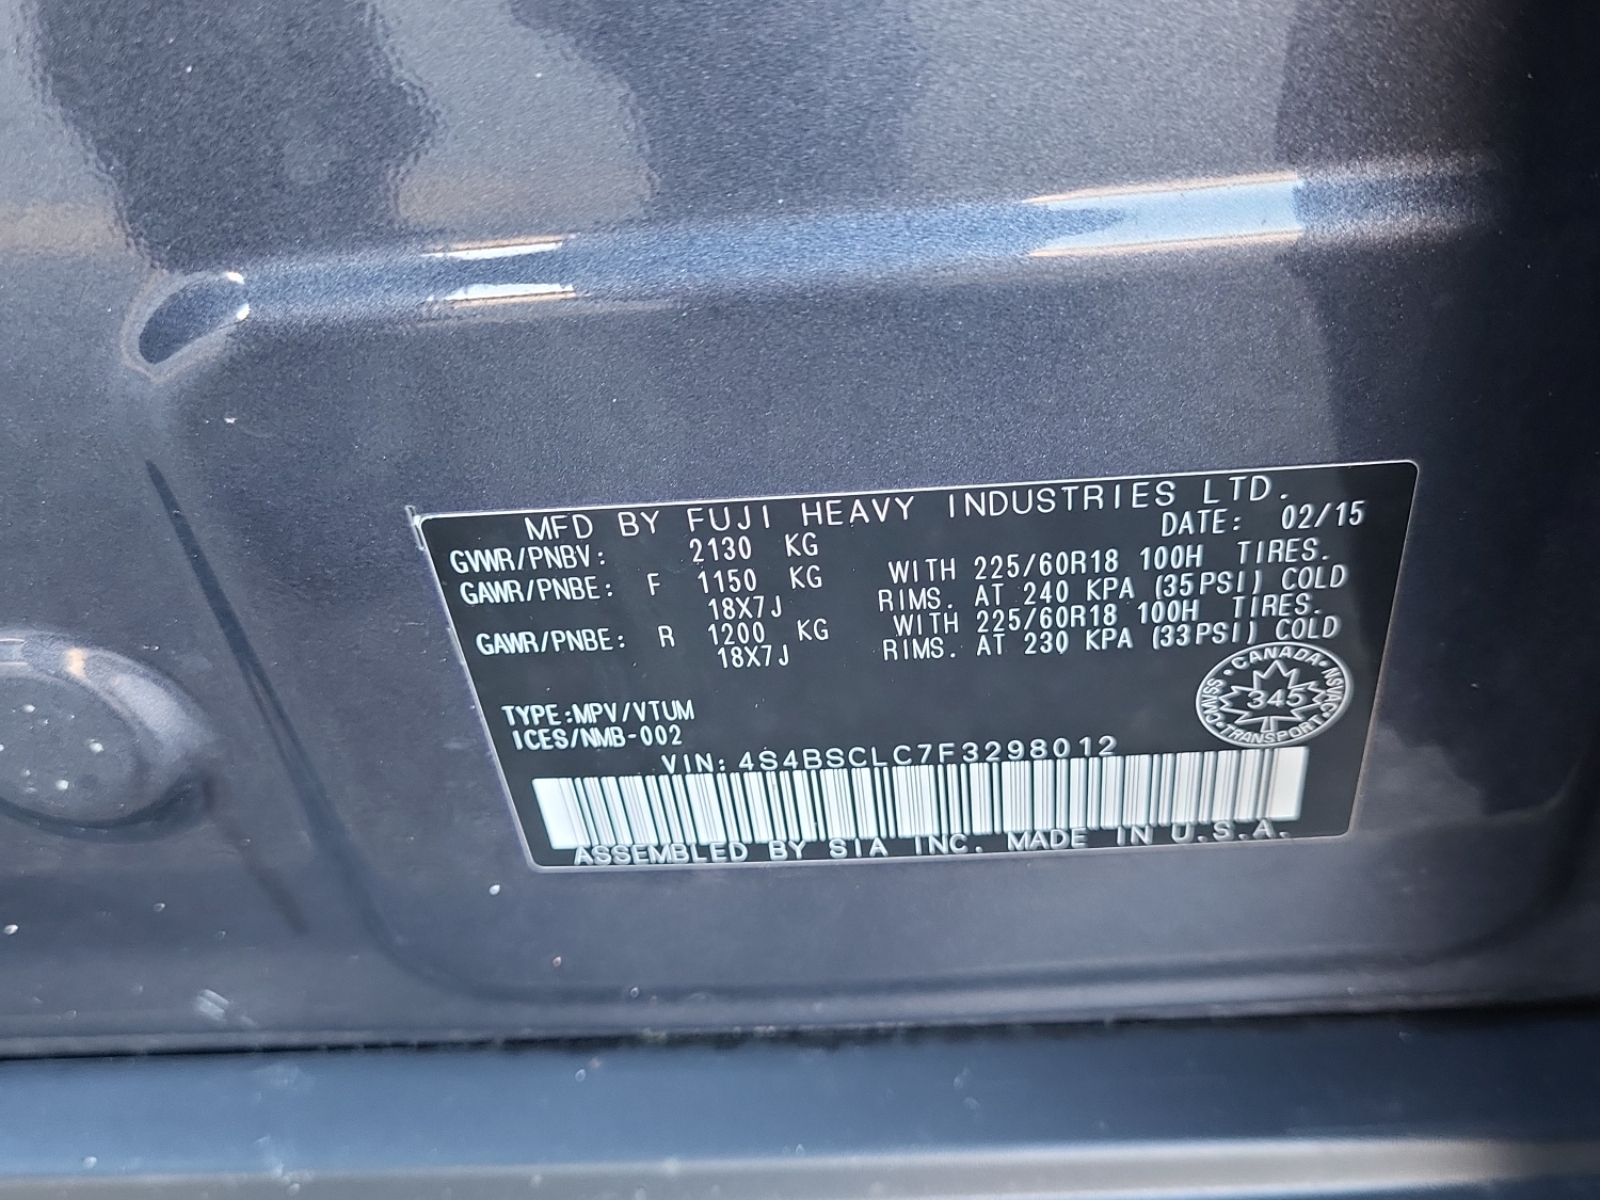 MFD BY FUJI HEAVY INDUSTRIES LTD.
DATE: 02/15
GVWR/PNBV: 2130 KG
GAWR/PNBE: F 1150 KG WITH 225/60R18 100H TIRES.
18X7J RIMS. AT 240 KPA (35PSI) COLD
GAWR/PNBE: R 1200 KG WITH 225/60R18 100H TIRES.
18X7J RIMS. AT 230 KPA (33PSI) COLD
CANADA
CMVSS 345 NSVAC
TRANSPORT
TYPE:MPV/VTUM
ICES/NMB-002
VIN: 4S4BSCLC7F3298012
ASSEMBLED BY SIA INC. MADE IN U.S.A.